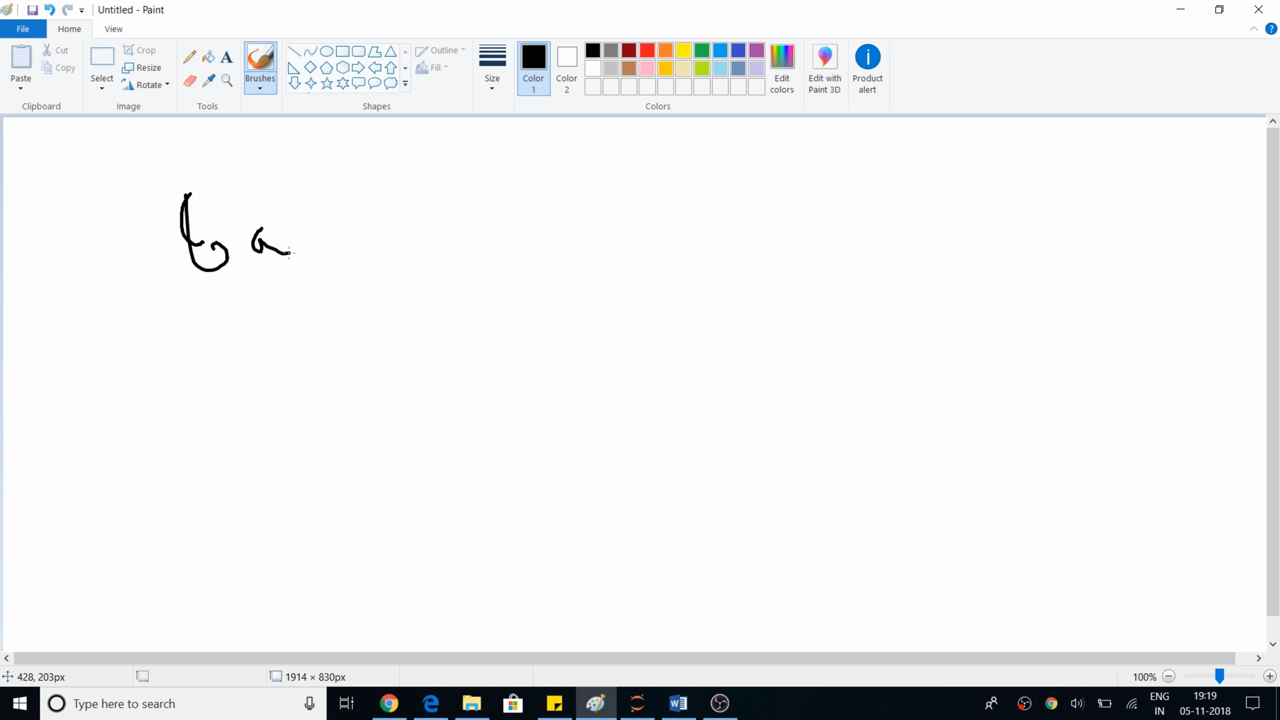 Untitled - Paint
File Home View
Paste
Cut
Copy
Clipboard
Select
Crop
Resize
Rotate
Image
Tools
Brushes
Shapes
Outline
Fill
Size
Color 1
Color 2
Edit colors
Colors
Edit with Paint 3D
Product alert
428, 203px
1914 × 830px
100%
Type here to search
ENG
IN
19:19
05-11-2018